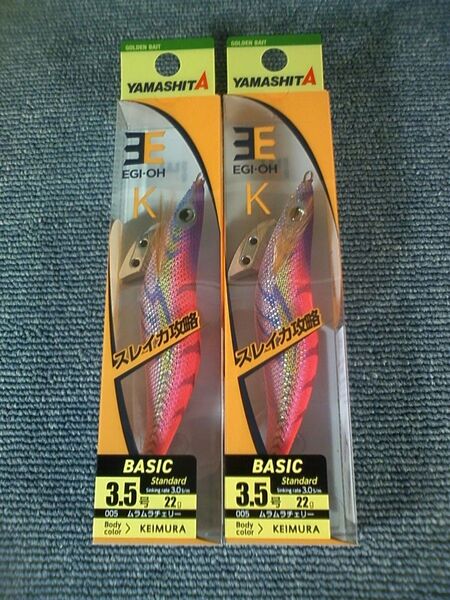 GOLDEN BAIT
YAMASHITA
EGI-OH
K
スレイカ攻略
BASIC
Standard
3.5号
Sinking rate 3.0s/m
22g
005 ムラムラチェリー
Body color > KEIMURA
GOLDEN BAIT
YAMASHITA
EGI-OH
K
スレイカ攻略
BASIC
Standard
3.5号
Sinking rate 3.0s/m
22g
005 ムラムラチェリー
Body color > KEIMURA